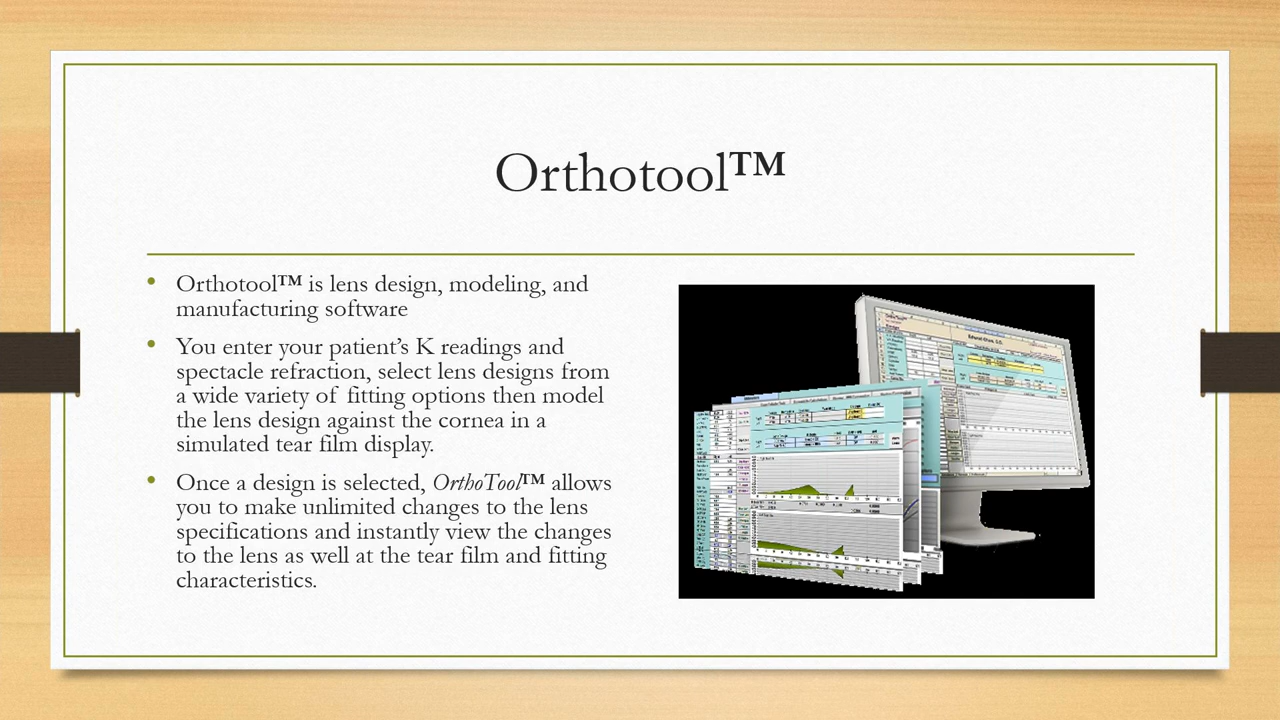 Orthotool™
• Orthotool™ is lens design, modeling, and
manufacturing software
• You enter your patient’s K readings and
spectacle refraction, select lens designs from
a wide variety of fitting options then model
the lens design against the cornea in a
simulated tear film display.
• Once a design is selected, OrthoTool™ allows
you to make unlimited changes to the lens
specifications and instantly view the changes
to the lens as well at the tear film and fitting
characteristics.